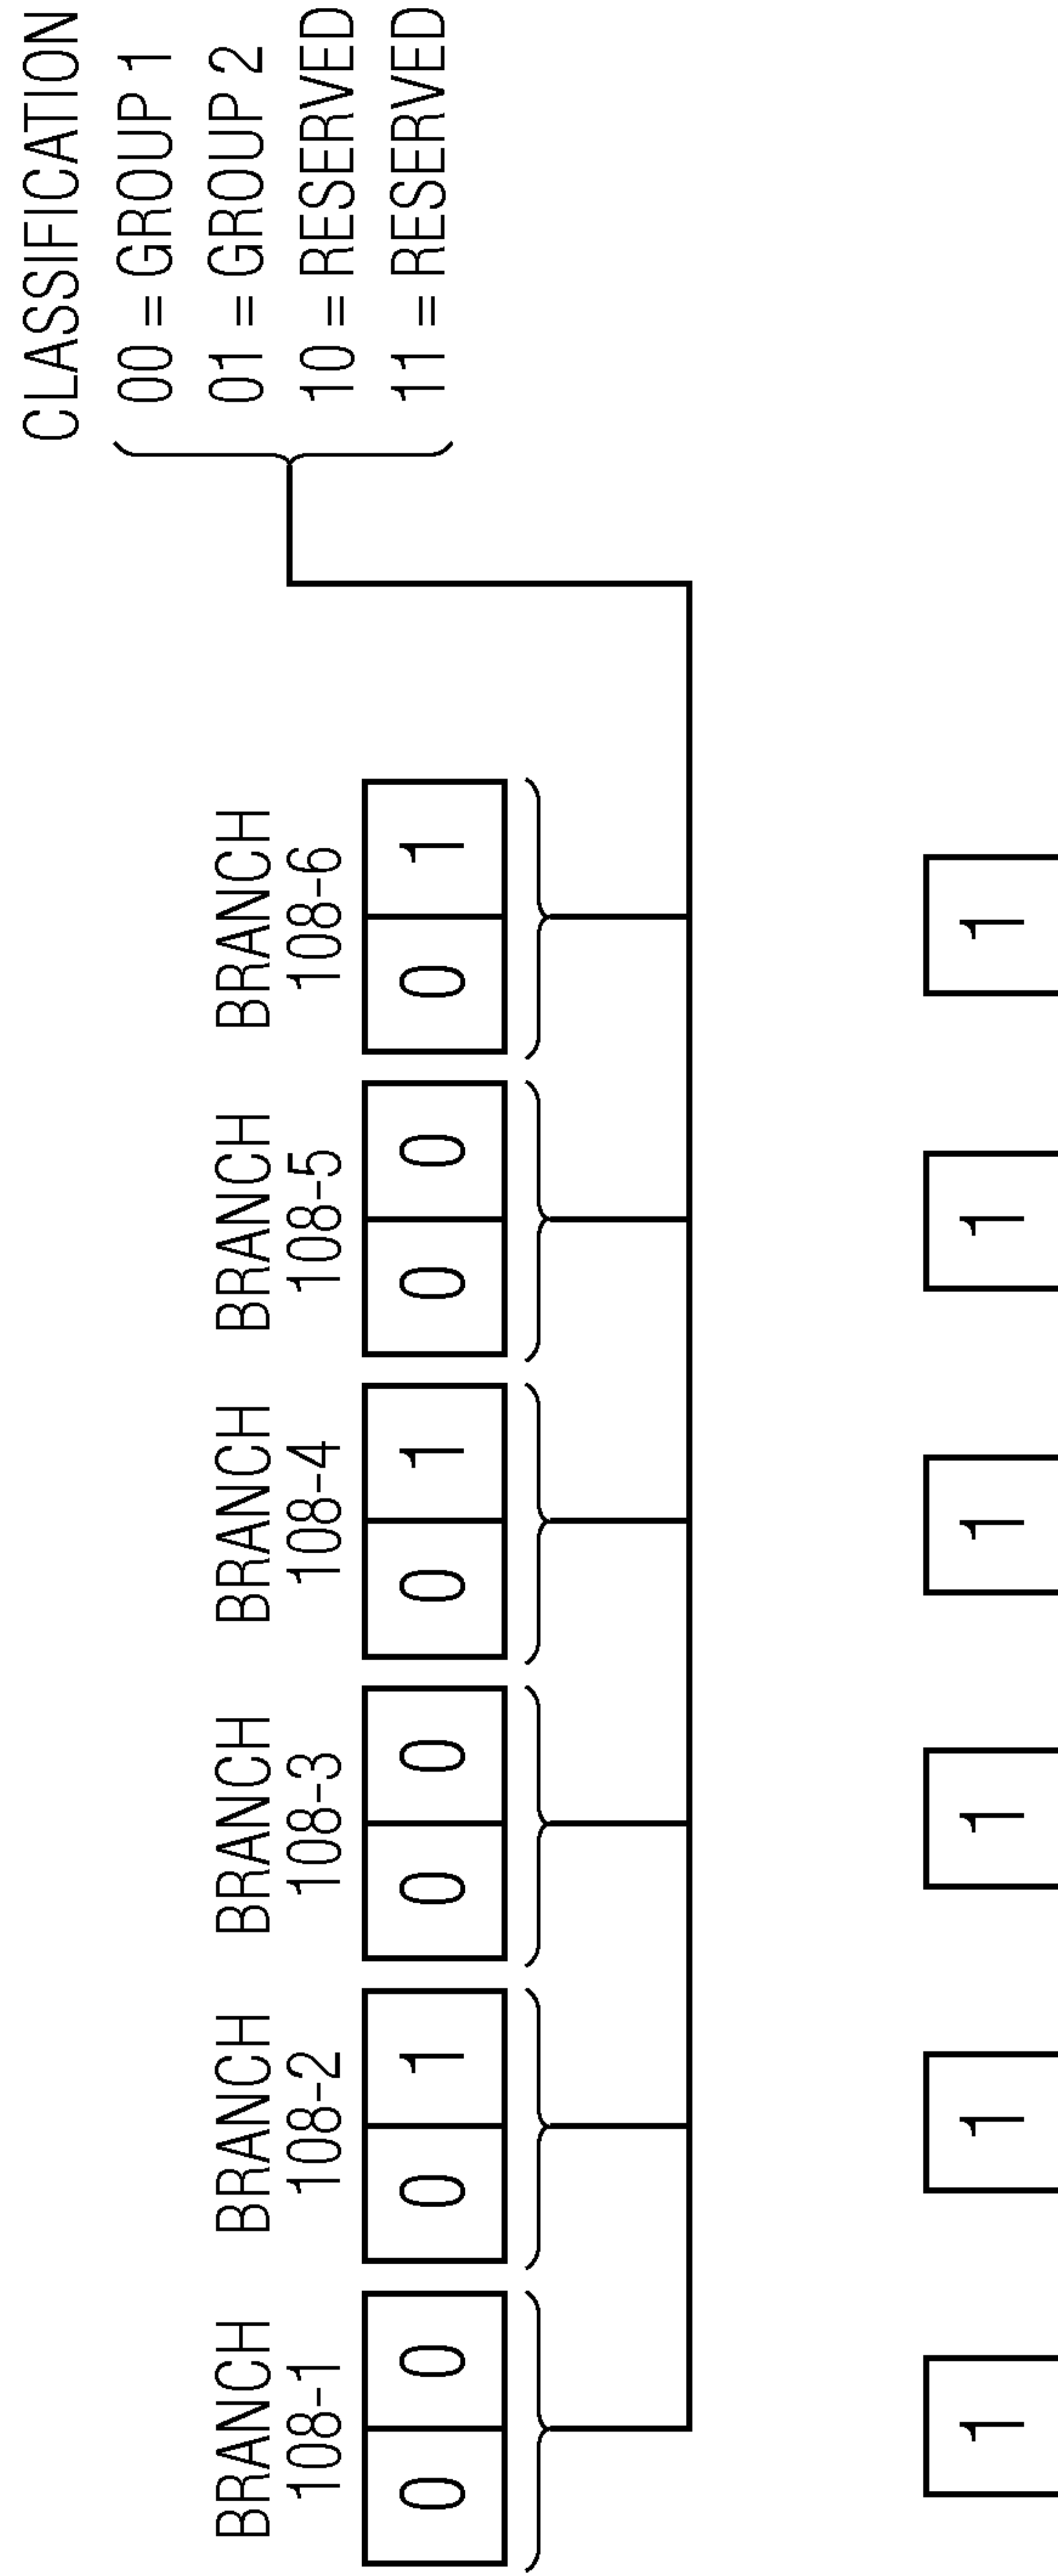 CLASSIFICATION
00 = GROUP 1
01 = GROUP 2
10 = RESERVED
11 = RESERVED
BRANCH 108-1
BRANCH 108-2
BRANCH 108-3
BRANCH 108-4
BRANCH 108-5
BRANCH 108-6
0 0 0 1 0 0 0 1 0 0 0 1
1 1 1 1 1 1